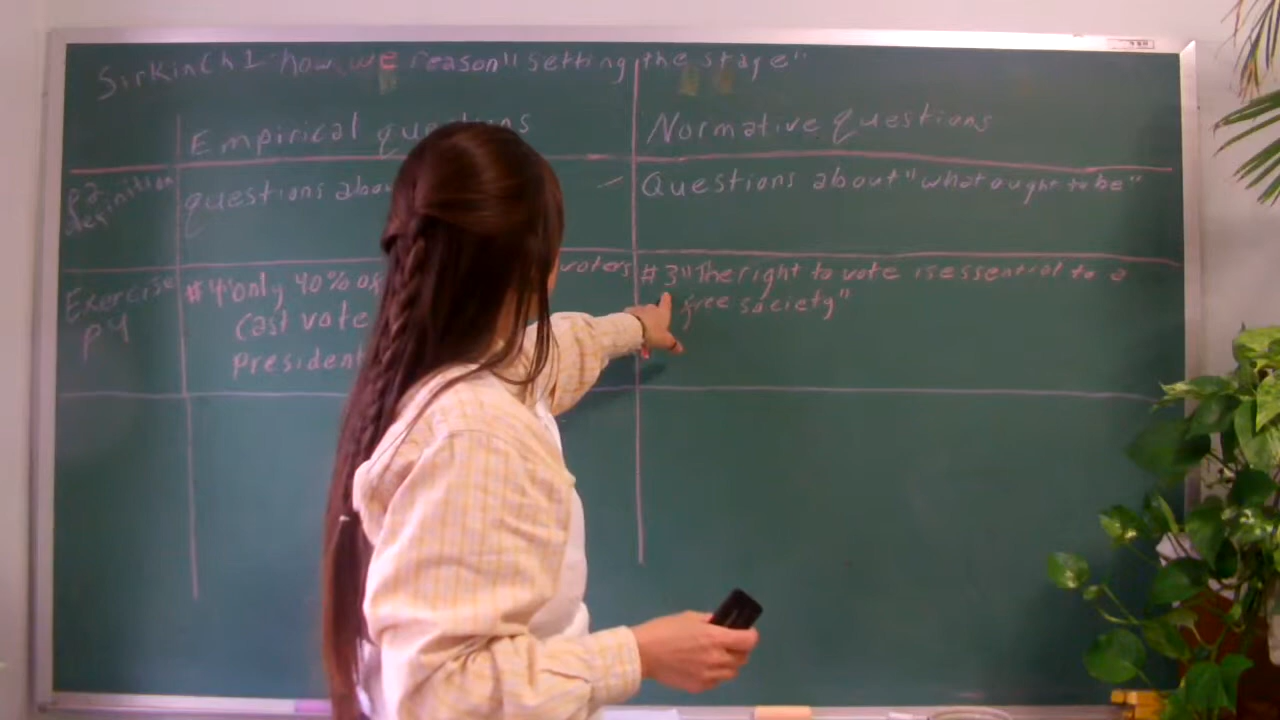 Sirkin Ch 1 "how we reason" "setting the stage"
Empirical questions
Normative questions
p2 definition
questions abou
Questions about "what ought to be"
Exercise
p4
#4 "only 40% of
voters
cast vote
president
#3 "The right to vote is essential to a
free society"